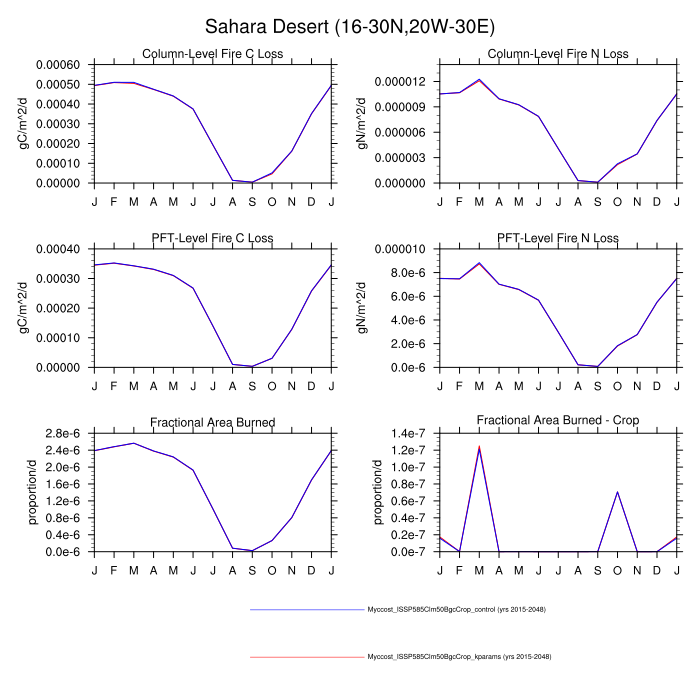 Sahara Desert (16-30N,20W-30E)
Column-Level Fire C Loss
gC/m^2/d
0.00060
0.00050
0.00040
0.00030
0.00020
0.00010
0.00000
J F M A M J J A S O N D J
Column-Level Fire N Loss
gN/m^2/d
0.000012
0.000009
0.000006
0.000003
0.000000
J F M A M J J A S O N D J
PFT-Level Fire C Loss
gC/m^2/d
0.00040
0.00030
0.00020
0.00010
0.00000
J F M A M J J A S O N D J
PFT-Level Fire N Loss
gN/m^2/d
0.000010
8.0e-6
6.0e-6
4.0e-6
2.0e-6
0.0e-6
J F M A M J J A S O N D J
Fractional Area Burned
proportion/d
2.8e-6
2.4e-6
2.0e-6
1.6e-6
1.2e-6
0.8e-6
0.4e-6
0.0e-6
J F M A M J J A S O N D J
Fractional Area Burned - Crop
proportion/d
1.4e-7
1.2e-7
1.0e-7
0.8e-7
0.6e-7
0.4e-7
0.2e-7
0.0e-7
J F M A M J J A S O N D J
Myccost_ISSP585Clm50BgcCrop_control (yrs 2015-2048)
Myccost_ISSP585Clm50BgcCrop_kparams (yrs 2015-2048)